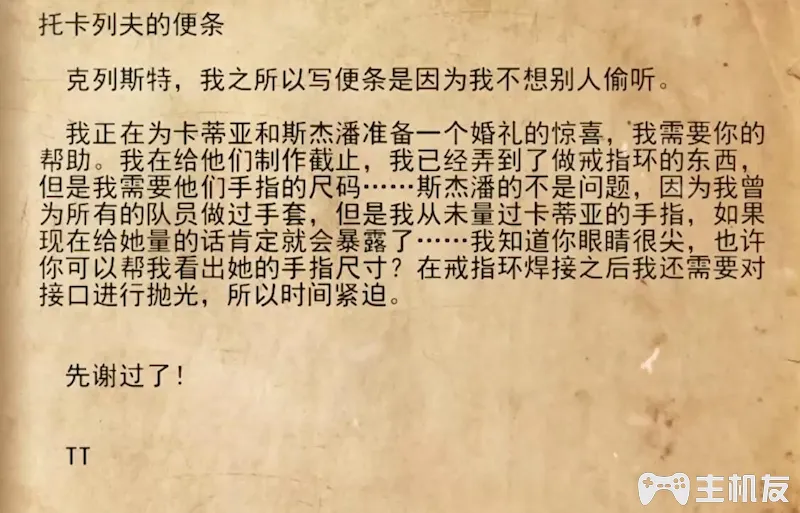 托卡列夫的便条
克列斯特，我之所以写便条是因为我不想别人偷听。
我正在为卡蒂亚和斯杰潘准备一个婚礼的惊喜，我需要你的
帮助。我在给他们制作截止，我已经弄到了做戒指环的东西，
但是我需要他们手指的尺码……斯杰潘的不是问题，因为我曾
为所有的队员做过手套，但是我从未量过卡蒂亚的手指，如果
现在给她量的话肯定就会暴露了……我知道你眼睛很尖，也许
你可以帮我看出她的手指尺寸？在戒指环焊接之后我还需要对
接口进行抛光，所以时间紧迫。
先谢过了！
TT
主机友